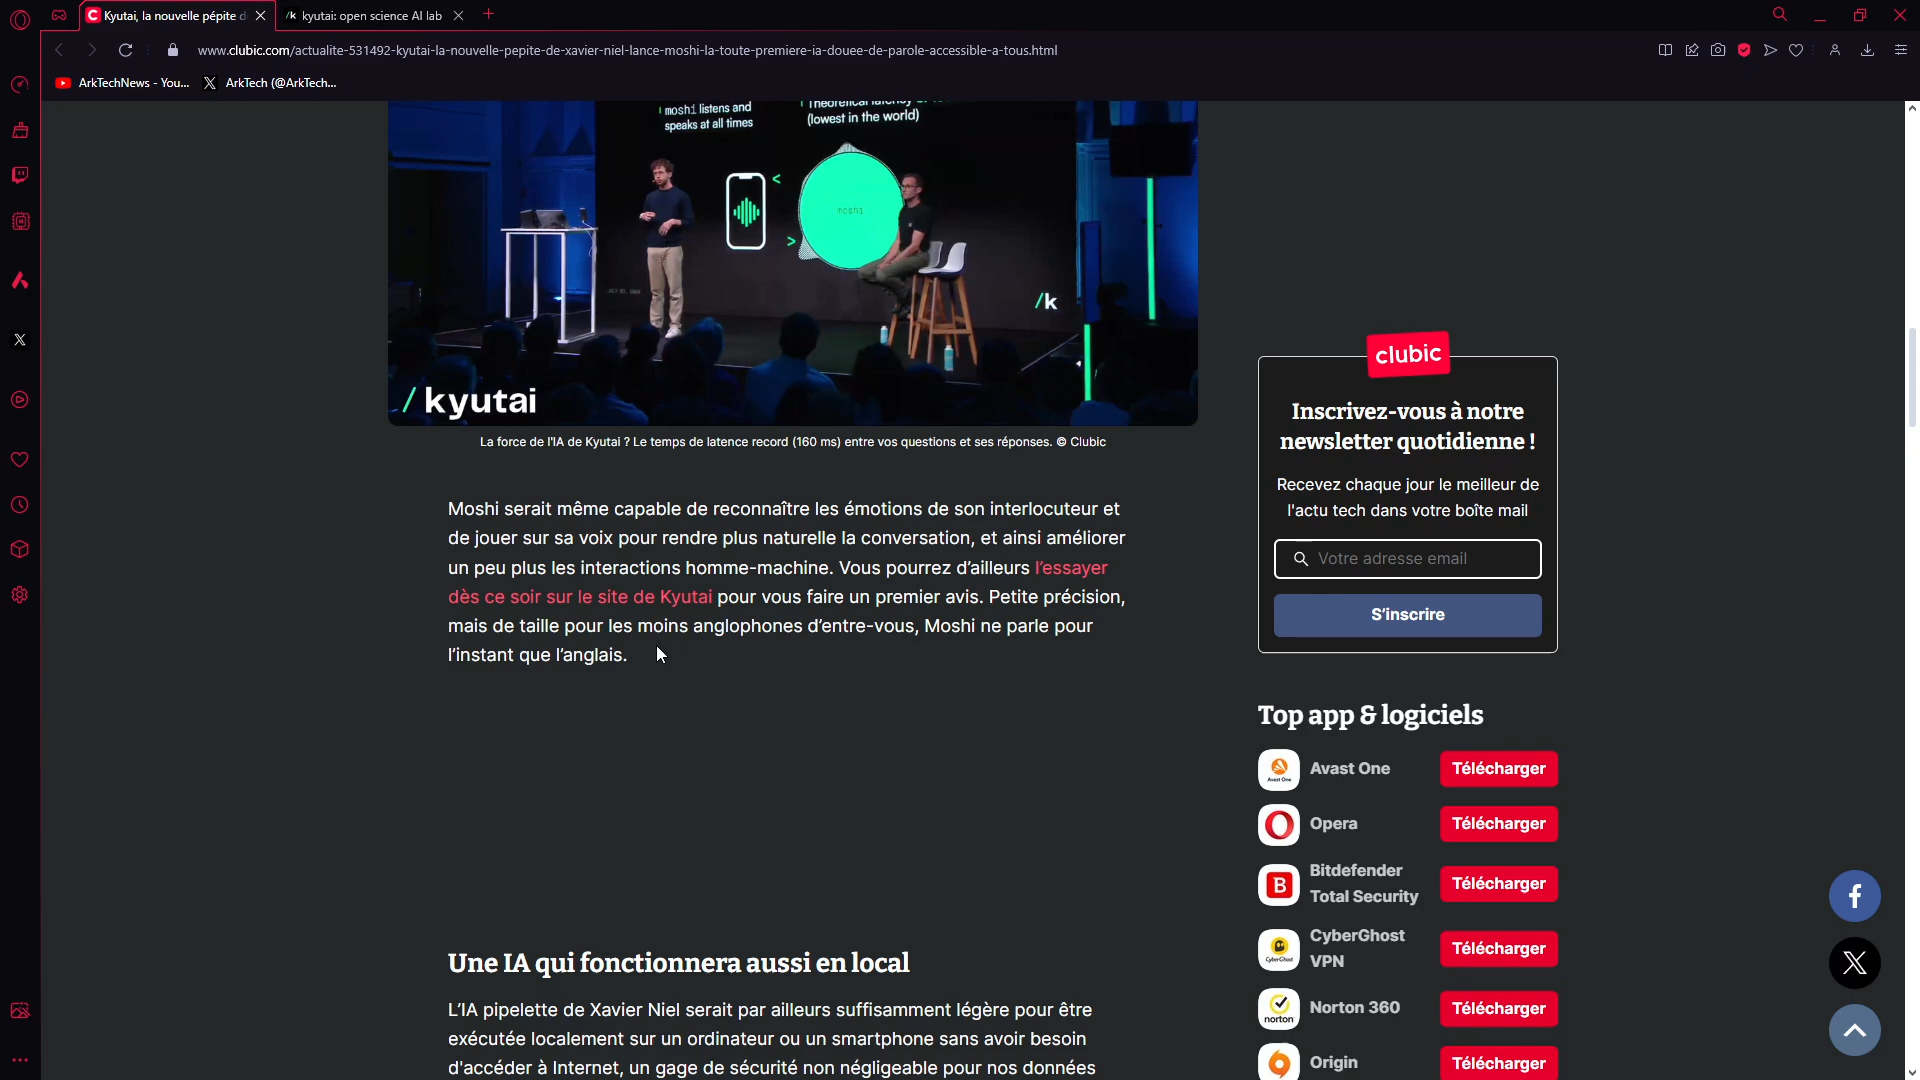 Kyutai, la nouvelle pépite d
kyutai: open science AI lab
www.clubic.com/actualite-531492-kyutai-la-nouvelle-pepite-de-xavier-niel-lance-moshi-la-toute-premiere-ia-douee-de-parole-accessible-a-tous.html
ArkTechNews - You...
ArkTech (@ArkTech...
moshi listens and
speaks at all times
Theoretical latency
(lowest in the world)
moshi
/k
/ kyutai
La force de l'IA de Kyutai ? Le temps de latence record (160 ms) entre vos questions et ses réponses. © Clubic
Moshi serait même capable de reconnaître les émotions de son interlocuteur et
de jouer sur sa voix pour rendre plus naturelle la conversation, et ainsi améliorer
un peu plus les interactions homme-machine. Vous pourrez d'ailleurs l'essayer
dès ce soir sur le site de Kyutai pour vous faire un premier avis. Petite précision,
mais de taille pour les moins anglophones d'entre-vous, Moshi ne parle pour
l'instant que l'anglais.
Une IA qui fonctionnera aussi en local
L'IA pipelette de Xavier Niel serait par ailleurs suffisamment légère pour être
exécutée localement sur un ordinateur ou un smartphone sans avoir besoin
d'accéder à Internet, un gage de sécurité non négligeable pour nos données
clubic
Inscrivez-vous à notre
newsletter quotidienne !
Recevez chaque jour le meilleur de
l'actu tech dans votre boîte mail
Votre adresse email
S'inscrire
Top app & logiciels
Avast One
Avast One
Télécharger
Opera
Télécharger
B
Bitdefender
Total Security
Télécharger
CyberGhost
CyberGhost
VPN
Télécharger
norton
Norton 360
Télécharger
Origin
Télécharger